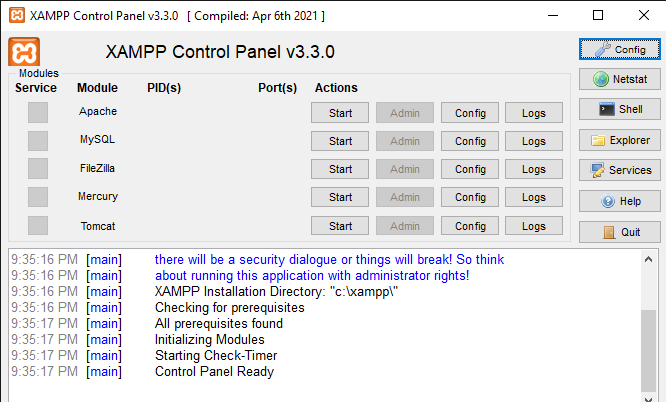 XAMPP Control Panel v3.3.0 [ Compiled: Apr 6th 2021 ]
XAMPP Control Panel v3.3.0
Config
Modules
Service Module PID(s) Port(s) Actions
Netstat
Apache Start Admin Config Logs
Shell
MySQL Start Admin Config Logs
Explorer
FileZilla Start Admin Config Logs
Services
Mercury Start Admin Config Logs
Help
Tomcat Start Admin Config Logs
Quit
9:35:16 PM [main] there will be a security dialogue or things will break! So think
9:35:16 PM [main] about running this application with administrator rights!
9:35:16 PM [main] XAMPP Installation Directory: "c:\xampp\"
9:35:16 PM [main] Checking for prerequisites
9:35:17 PM [main] All prerequisites found
9:35:17 PM [main] Initializing Modules
9:35:17 PM [main] Starting Check-Timer
9:35:17 PM [main] Control Panel Ready